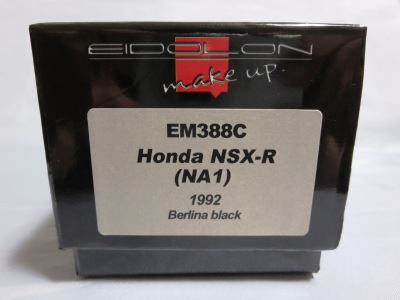 EIDOLON
make up.
EM388C
Honda NSX-R
(NA1)
1992
Berlina black